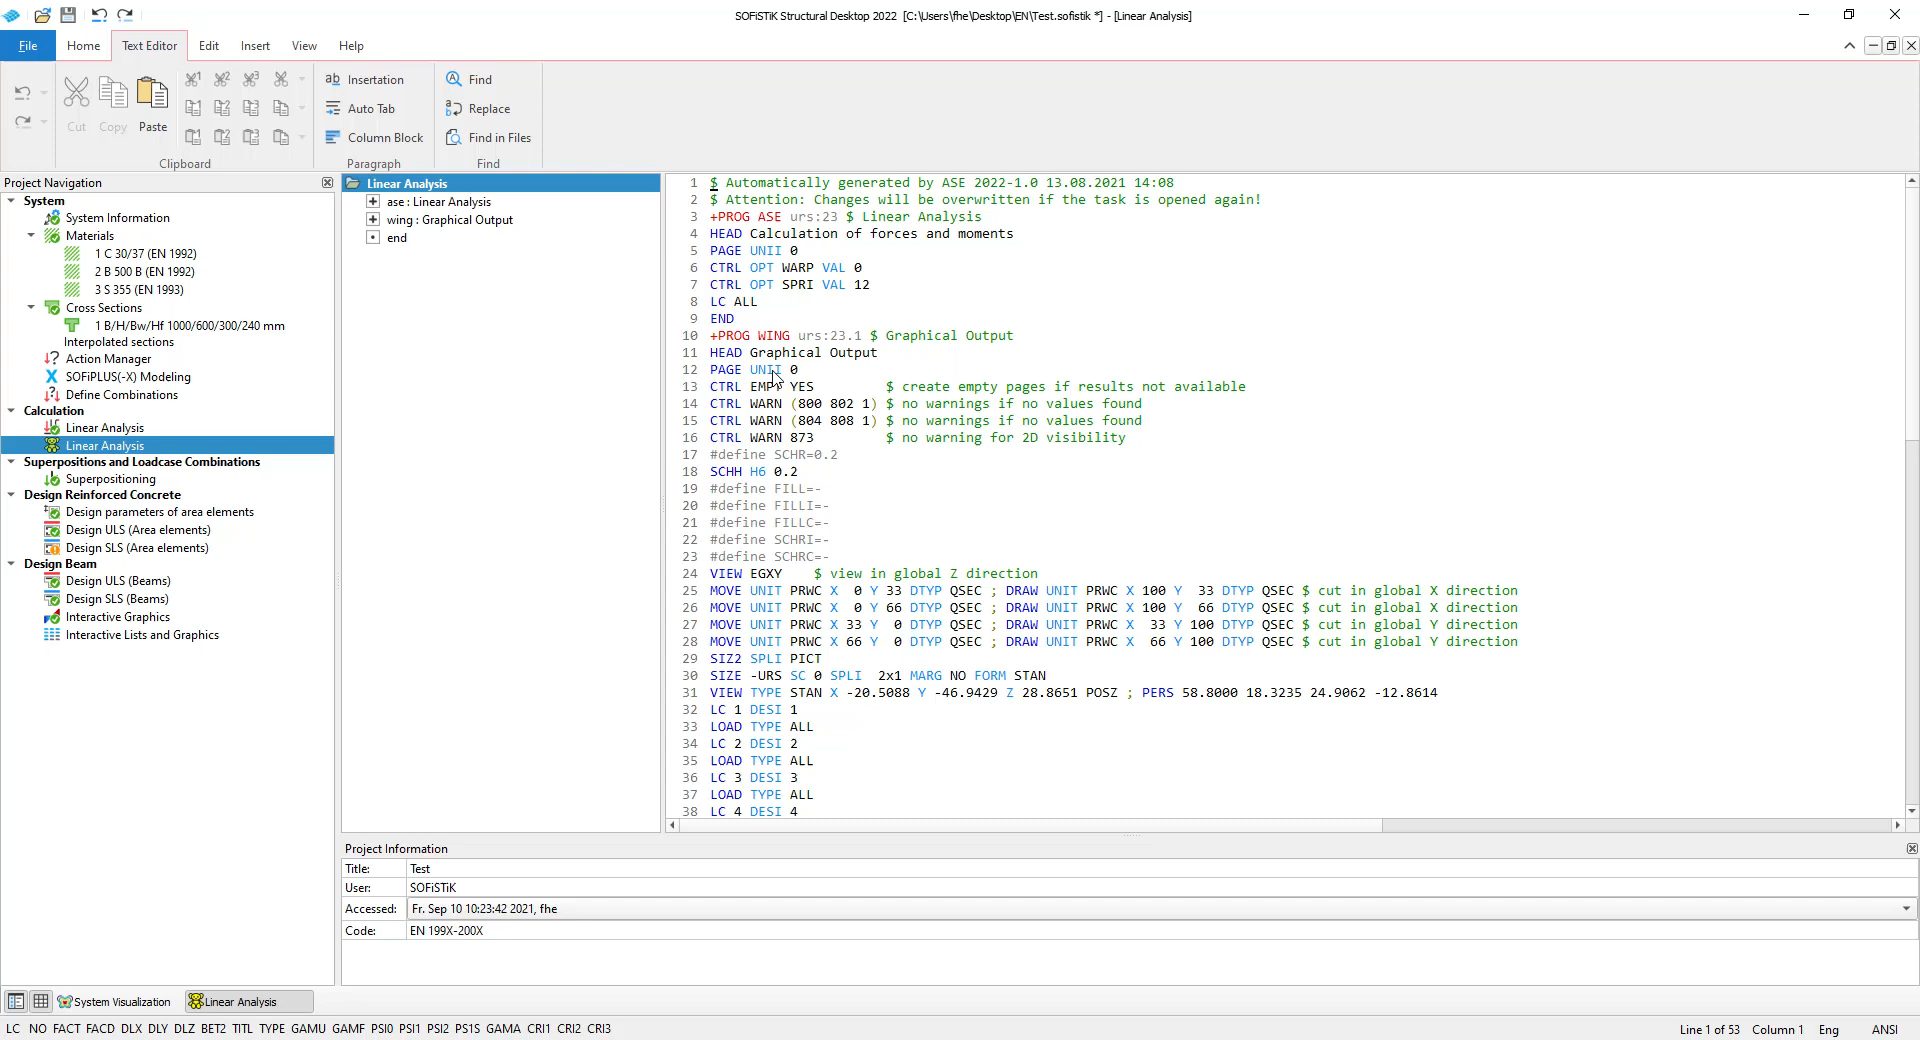 SOFiSTiK Structural Desktop 2022 [C:\Users\fhe\Desktop\EN\Test.sofistik *] - [Linear Analysis]
File Home Text Editor Edit Insert View Help
Cut Copy Paste
Clipboard
Insertation
Auto Tab
Column Block
Paragraph
Find
Replace
Find in Files
Find
Project Navigation
System
System Information
Materials
1 C 30/37 (EN 1992)
2 B 500 B (EN 1992)
3 S 355 (EN 1993)
Cross Sections
1 B/H/Bw/Hf 1000/600/300/240 mm
Interpolated sections
Action Manager
SOFiPLUS(-X) Modeling
Define Combinations
Calculation
Linear Analysis
Linear Analysis
Superpositions and Loadcase Combinations
Superpositioning
Design Reinforced Concrete
Design parameters of area elements
Design ULS (Area elements)
Design SLS (Area elements)
Design Beam
Design ULS (Beams)
Design SLS (Beams)
Interactive Graphics
Interactive Lists and Graphics
Linear Analysis
ase : Linear Analysis
wing : Graphical Output
end
1 $ Automatically generated by ASE 2022-1.0 13.08.2021 14:08
2 $ Attention: Changes will be overwritten if the task is opened again!
3 +PROG ASE urs:23 $ Linear Analysis
4 HEAD Calculation of forces and moments
5 PAGE UNII 0
6 CTRL OPT WARP VAL 0
7 CTRL OPT SPRI VAL 12
8 LC ALL
9 END
10 +PROG WING urs:23.1 $ Graphical Output
11 HEAD Graphical Output
12 PAGE UNII 0
13 CTRL EMPT YES $ create empty pages if results not available
14 CTRL WARN (800 802 1) $ no warnings if no values found
15 CTRL WARN (804 808 1) $ no warnings if no values found
16 CTRL WARN 873 $ no warning for 2D visibility
17 #define SCHR=0.2
18 SCHH H6 0.2
19 #define FILL=-
20 #define FILLI=-
21 #define FILLC=-
22 #define SCHRI=-
23 #define SCHRC=-
24 VIEW EGXY $ view in global Z direction
25 MOVE UNIT PRWC X 0 Y 33 DTYP QSEC ; DRAW UNIT PRWC X 100 Y 33 DTYP QSEC $ cut in global X direction
26 MOVE UNIT PRWC X 0 Y 66 DTYP QSEC ; DRAW UNIT PRWC X 100 Y 66 DTYP QSEC $ cut in global X direction
27 MOVE UNIT PRWC X 33 Y 0 DTYP QSEC ; DRAW UNIT PRWC X 33 Y 100 DTYP QSEC $ cut in global Y direction
28 MOVE UNIT PRWC X 66 Y 0 DTYP QSEC ; DRAW UNIT PRWC X 66 Y 100 DTYP QSEC $ cut in global Y direction
29 SIZ2 SPLI PICT
30 SIZE -URS SC 0 SPLI 2x1 MARG NO FORM STAN
31 VIEW TYPE STAN X -20.5088 Y -46.9429 Z 28.8651 POSZ ; PERS 58.8000 18.3235 24.9062 -12.8614
32 LC 1 DESI 1
33 LOAD TYPE ALL
34 LC 2 DESI 2
35 LOAD TYPE ALL
36 LC 3 DESI 3
37 LOAD TYPE ALL
38 LC 4 DESI 4
Project Information
Title: Test
User: SOFiSTiK
Accessed: Fr. Sep 10 10:23:42 2021, fhe
Code: EN 199X-200X
System Visualization Linear Analysis
LC NO FACT FACD DLX DLY DLZ BET2 TITL TYPE GAMU GAMF PSI0 PSI1 PSI2 PS1S GAMA CRI1 CRI2 CRI3 Line 1 of 53 Column 1 Eng ANSI